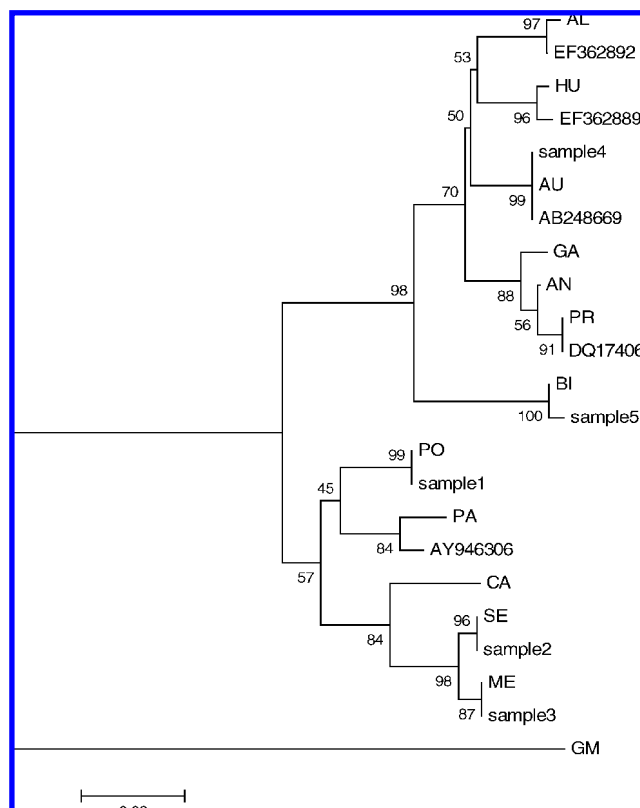 97 AL
EF362892
53
HU
96 EF362889
50
sample4
AU
99
AB248669
70
GA
88
AN
56
PR
91
DQ17406
98
BI
100 sample5
99 PO
sample1
45
PA
84 AY946306
57
CA
84
96 SE
sample2
98
ME
87 sample3
GM